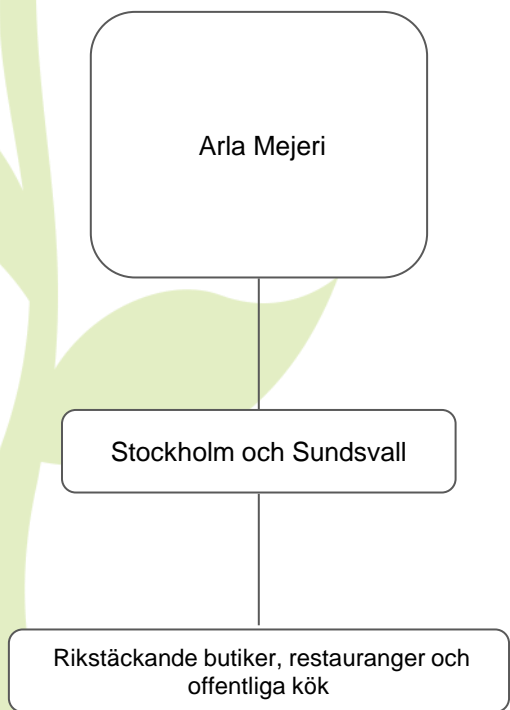 Arla Mejeri
Stockholm och Sundsvall
Rikstäckande butiker, restauranger och
offentliga kök